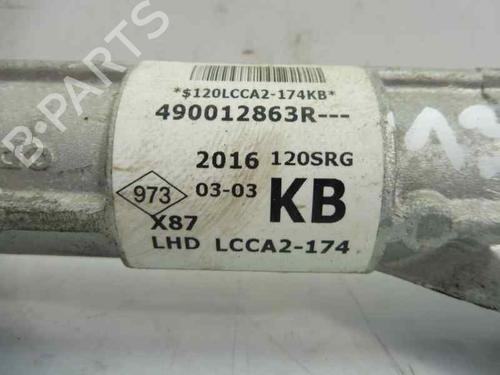 B-PARTS
*$120LCCA2-174KB*
490012863R---
2016 120SRG
973 03-03 KB
X87
LHD LCCA2-174